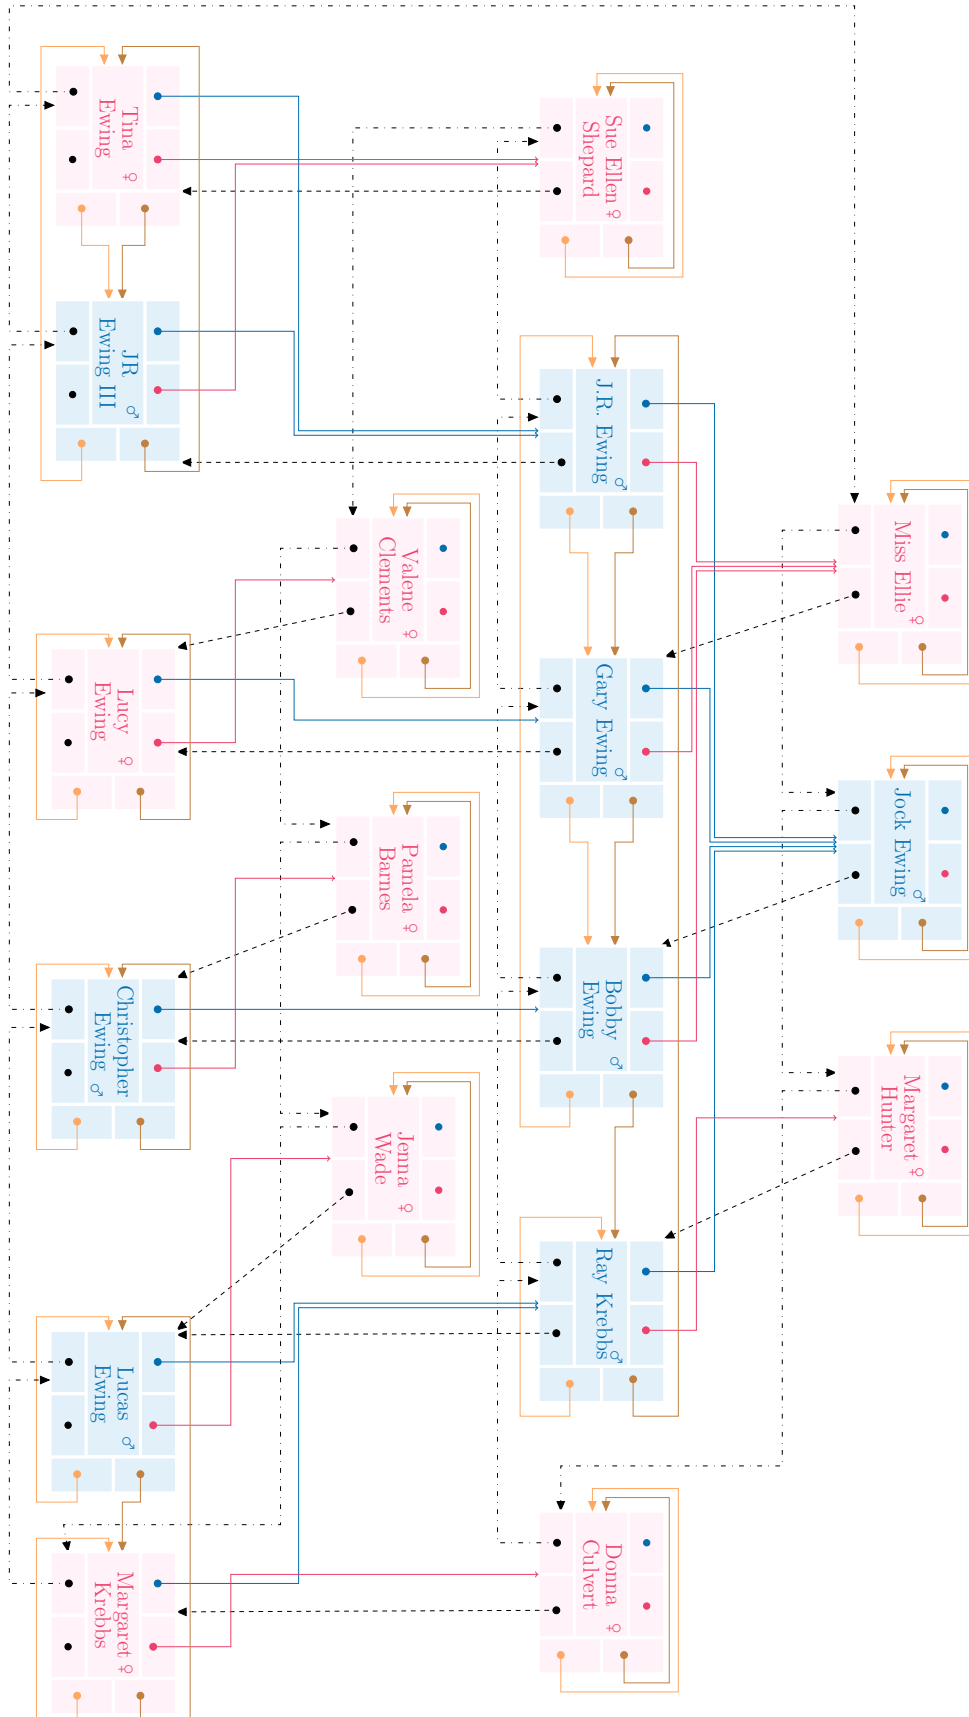 Miss Ellie ♀
Jock Ewing ♂
Margaret ♀
Hunter
Sue Ellen ♀
Shepard
J.R. Ewing ♂
Gary Ewing ♂
Bobby
Ewing ♂
Ray Krebbs ♂
Donna
Culvert ♀
Valene
Clements ♀
Pamela ♀
Barnes
Jenna
Wade ♀
Tina
Ewing ♀
JR
Ewing III ♂
Lucy
Ewing ♀
Christopher
Ewing ♂
Lucas
Ewing ♂
Margaret ♀
Krebbs